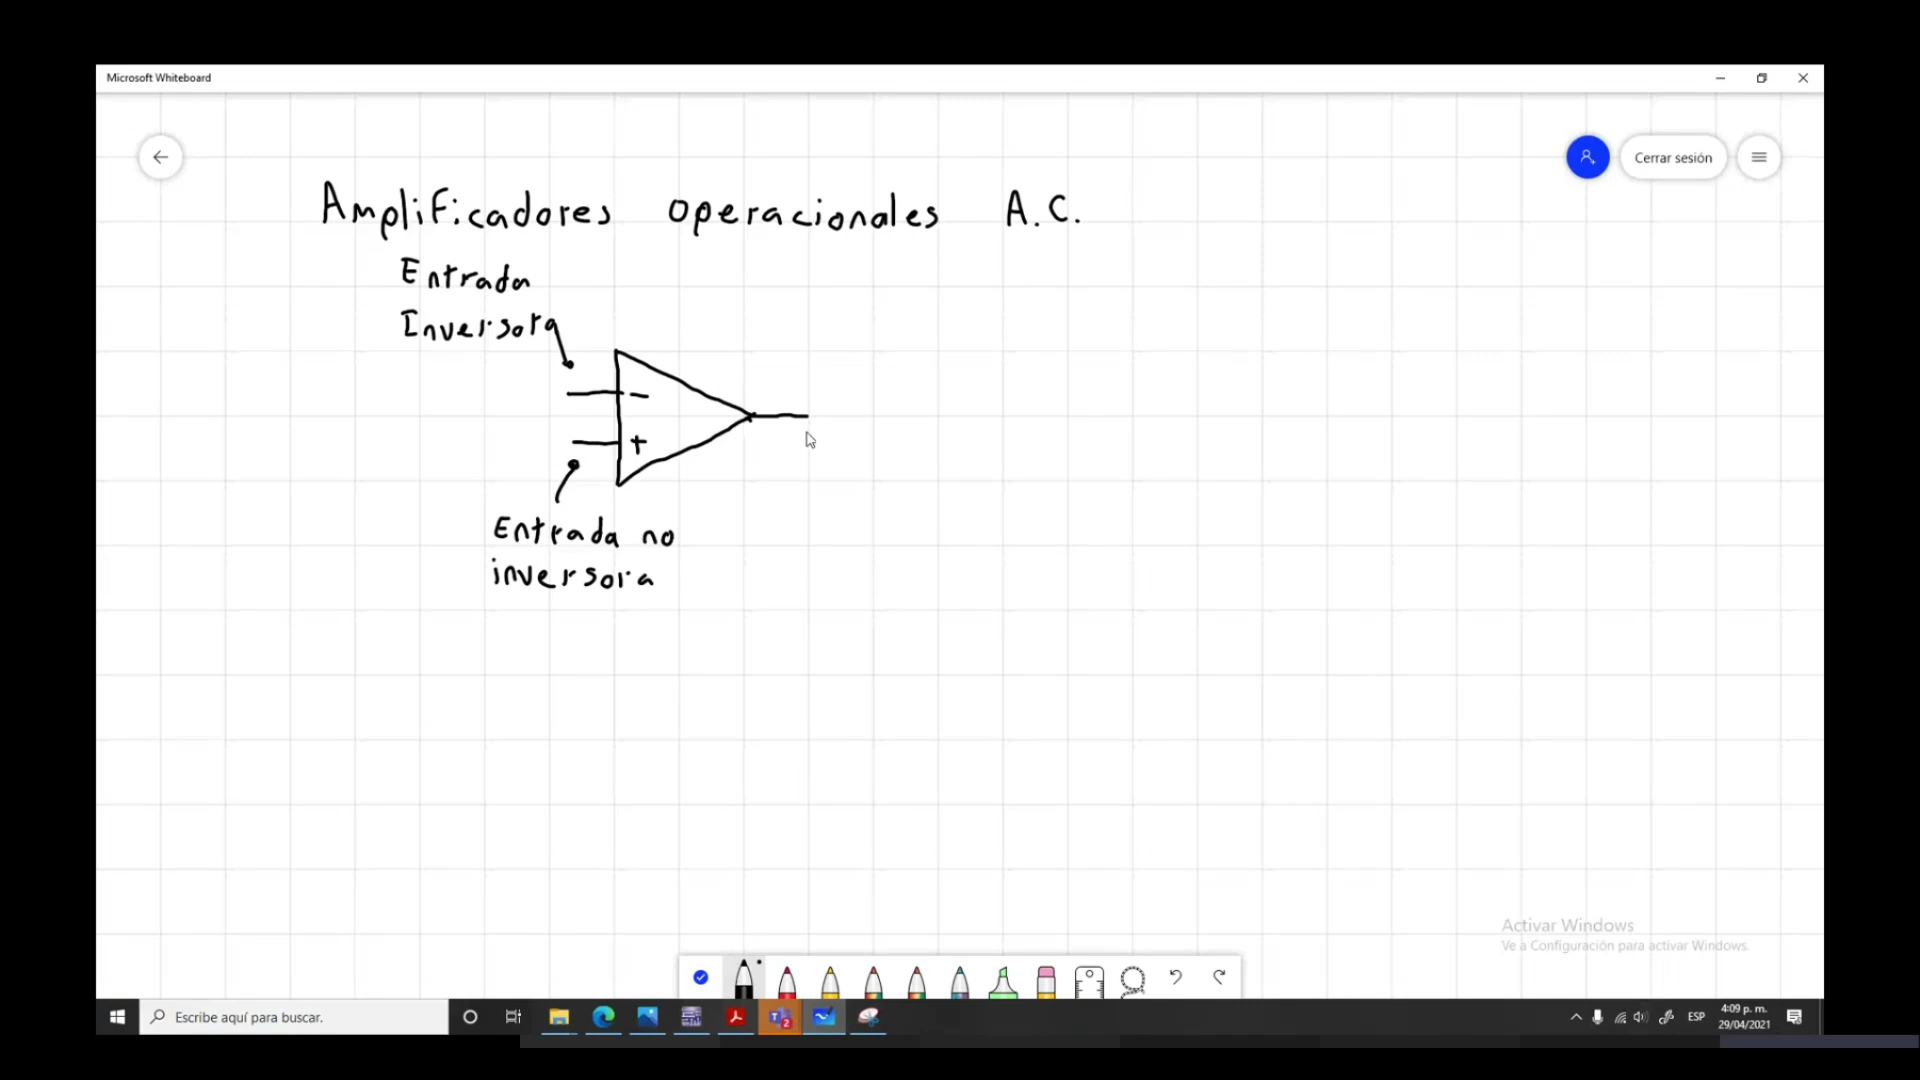 Microsoft Whiteboard
Cerrar sesión
Amplificadores operacionales A.C.
Entrada
Inversora
-
+
Entrada no
inversora
Activar Windows
Ve a Configuración para activar Windows.
Escribe aquí para buscar.
ESP
4:09 p. m.
29/04/2021